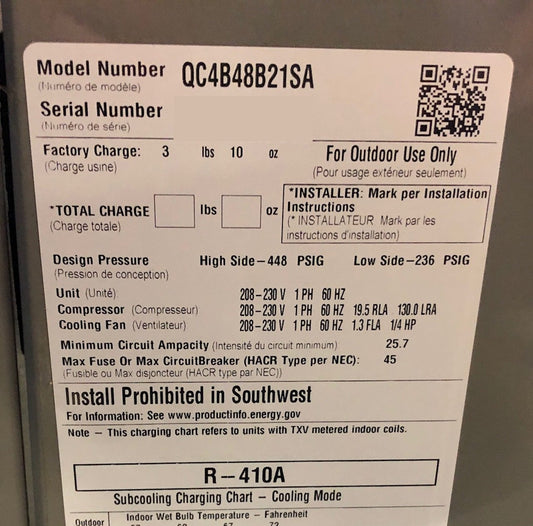 Model Number QC4B48B21SA
(Numéro de modèle)
Serial Number
(Numéro de série)
Factory Charge: 3 lbs 10 oz For Outdoor Use Only
(Charge usine) (Pour usage extérieur seulement)
*INSTALLER: Mark per Installation
Instructions
*TOTAL CHARGE lbs oz
(Charge totale)
(* INSTALLATEUR Mark par les
instructions d'installation)
Design Pressure High Side-448 PSIG Low Side-236 PSIG
(Pression de conception)
Unit (Unité) 208-230 V 1 PH 60 HZ
Compressor (Compresseur) 208-230 V 1 PH 60 HZ 19.5 RLA 130.0 LRA
Cooling Fan (Ventilateur) 208-230 V 1 PH 60 HZ 1.3 FLA 1/4 HP
Minimum Circuit Ampacity (Intensité du circuit minimum) 25.7
Max Fuse Or Max CircuitBreaker (HACR Type per NEC): 45
(Fusible ou Max disjoncteur (HACR type par NEC))
Install Prohibited in Southwest
For Information: See www.productinfo.energy.gov
Note - This charging chart refers to units with TXV metered indoor coils.
R-410A
Subcooling Charging Chart - Cooling Mode
Outdoor Indoor Wet Bulb Temperature - Fahrenheit